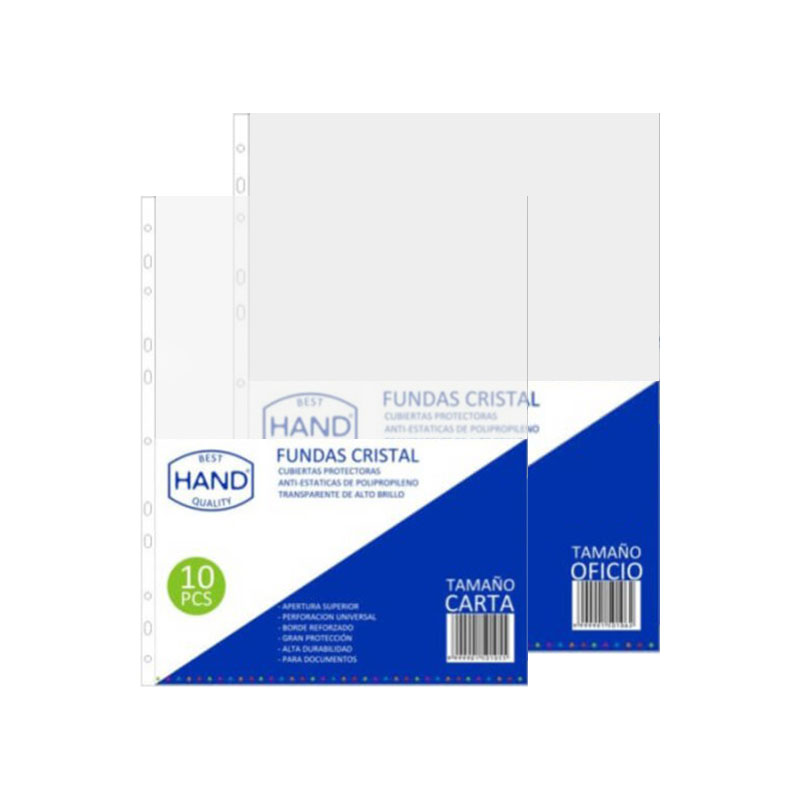 BEST
HAND
FUNDAS CRISTAL
CUBIERTAS PROTECTORAS
ANTI-ESTATICAS DE POLIPROPILENO
TAMAÑO
OFICIO
BEST
HAND®
QUALITY
FUNDAS CRISTAL
CUBIERTAS PROTECTORAS
ANTI-ESTATICAS DE POLIPROPILENO
TRANSPARENTE DE ALTO BRILLO
10
PCS
- APERTURA SUPERIOR
- PERFORACION UNIVERSAL
- BORDE REFORZADO
- GRAN PROTECCIÓN
- ALTA DURABILIDAD
- PARA DOCUMENTOS
TAMAÑO
CARTA